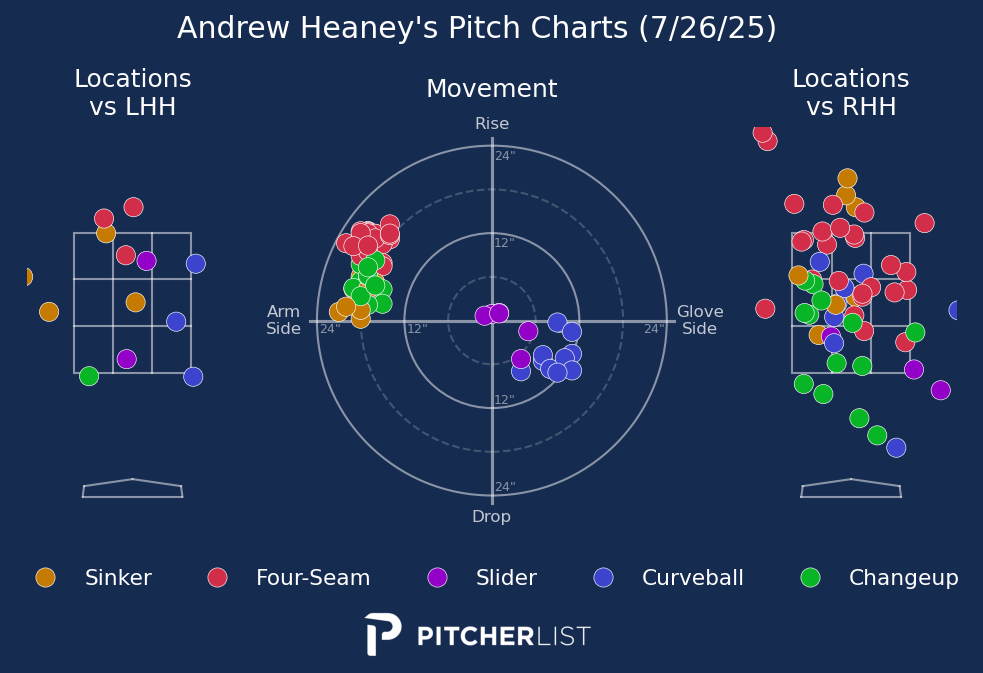 Andrew Heaney's Pitch Charts (7/26/25)
Locations
vs LHH
Movement
Locations
vs RHH
Rise
24"
12"
Arm
Side
24"
12"
24"
Glove
Side
12"
24"
Drop
Sinker
Four-Seam
Slider
Curveball
Changeup
PITCHERLIST